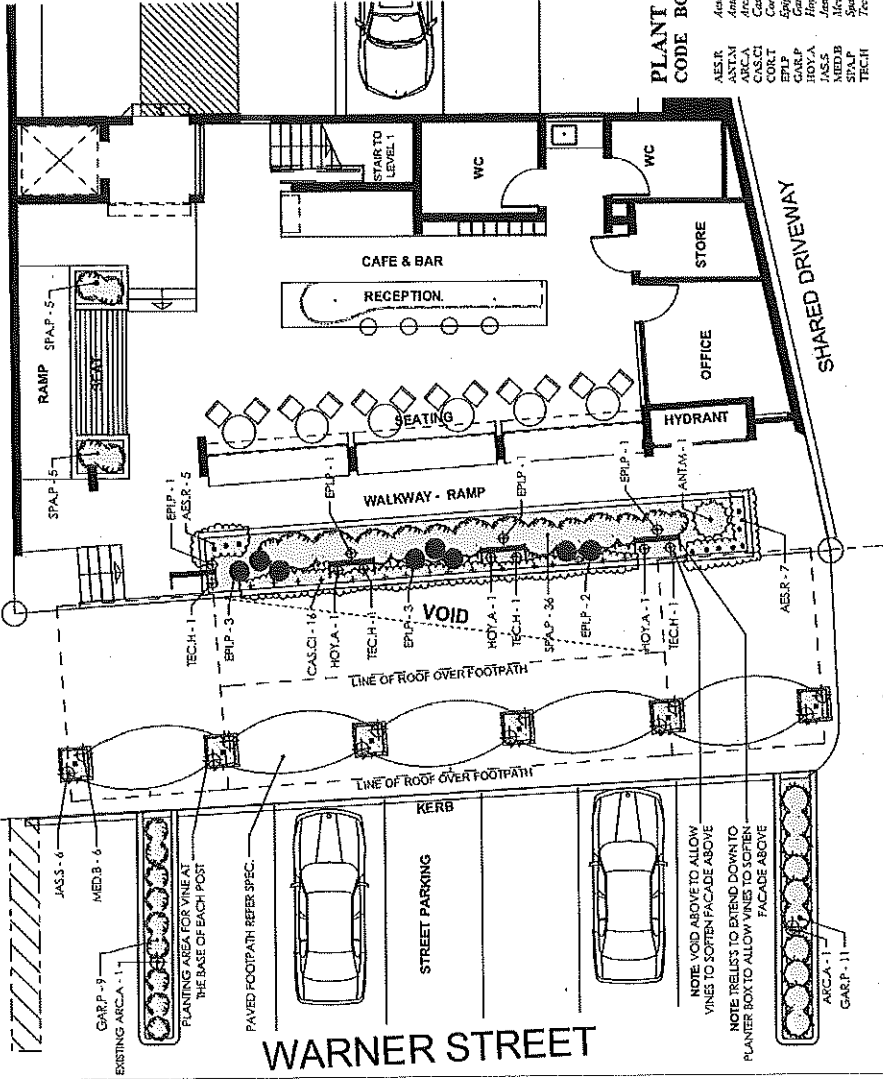 PLANT
CODE BO
AES.R
ANT.M
ARC.A
CAS.CI
COR.T
EPI.P
GAR.P
HOY.A
JAS.S
MED.B
SPA.P
TEC.H
STAIR TO
LEVEL 1
WC
WC
CAFE & BAR
RECEPTION.
STORE
OFFICE
HYDRANT
SEATING
SHARED DRIVEWAY
RAMP
SEAT
SPA.P - 5
SPA.P - 5
WALKWAY - RAMP
EPI.P - 1
AES.R - 5
EPI.P - 1
EPI.P - 1
EPI.P - 1
ANT.M - 1
TEC.H - 1
EPI.P - 3
CAS.CI - 16
HOY.A - 1
TEC.H - 1
EPI.P - 3
HOY.A - 1
TEC.H - 1
SPA.P - 36
EPI.P - 2
HOY.A - 1
TEC.H - 1
AES.R - 7
VOID
LINE OF ROOF OVER FOOTPATH
LINE OF ROOF OVER FOOTPATH
KERB
JAS.S - 6
MED.B - 6
GAR.P - 9
EXISTING ARC.A - 1
PLANTING AREA FOR VINE AT
THE BASE OF EACH POST
PAVED FOOTPATH REFER SPEC.
STREET PARKING
NOTE: VOID ABOVE TO ALLOW
VINES TO SOFTEN FACADE ABOVE
NOTE: TRELLIS TO EXTEND DOWN TO
PLANTER BOX TO ALLOW VINES TO SOFTEN
FACADE ABOVE
ARC.A - 1
GAR.P - 11
WARNER STREET